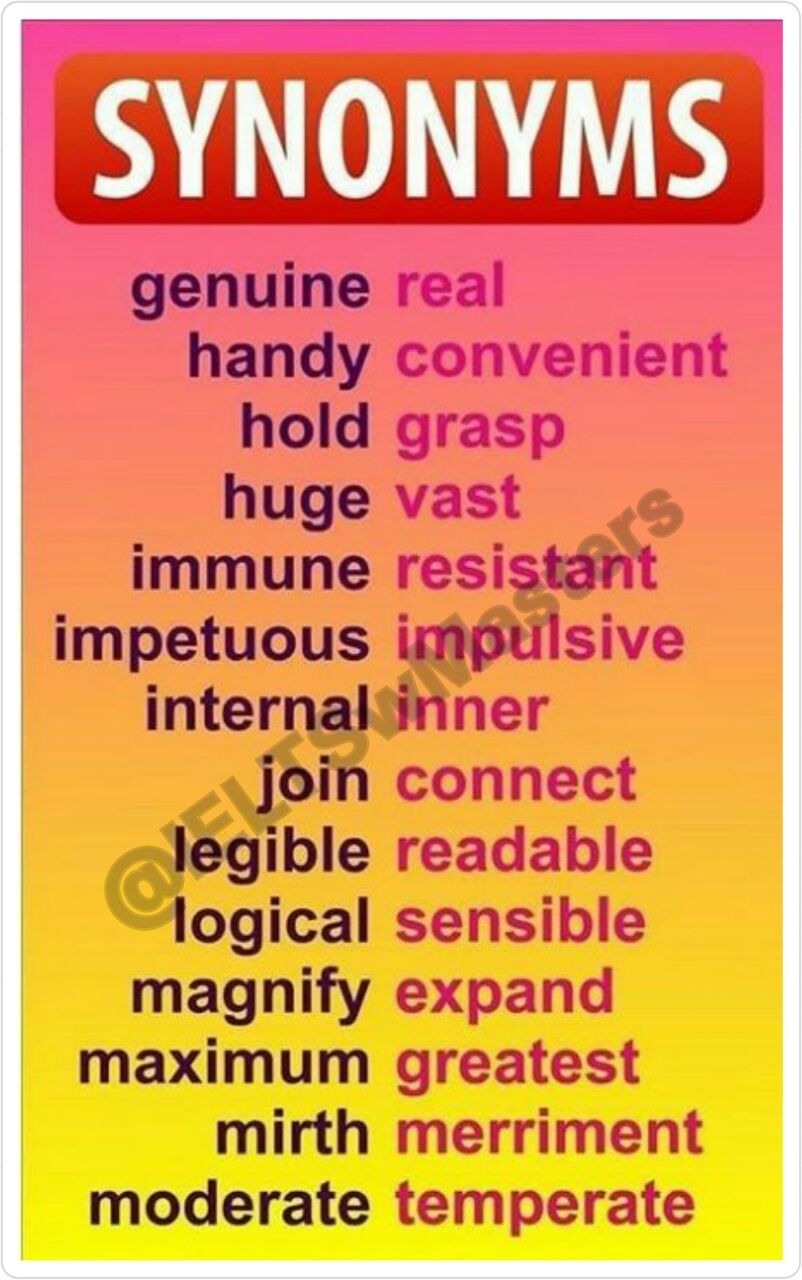 SYNONYMS
genuine real
handy convenient
hold grasp
huge vast
immune resistant
impetuous impulsive
internal inner
join connect
legible readable
logical sensible
magnify expand
maximum greatest
mirth merriment
moderate temperate
@IELTSwMasters